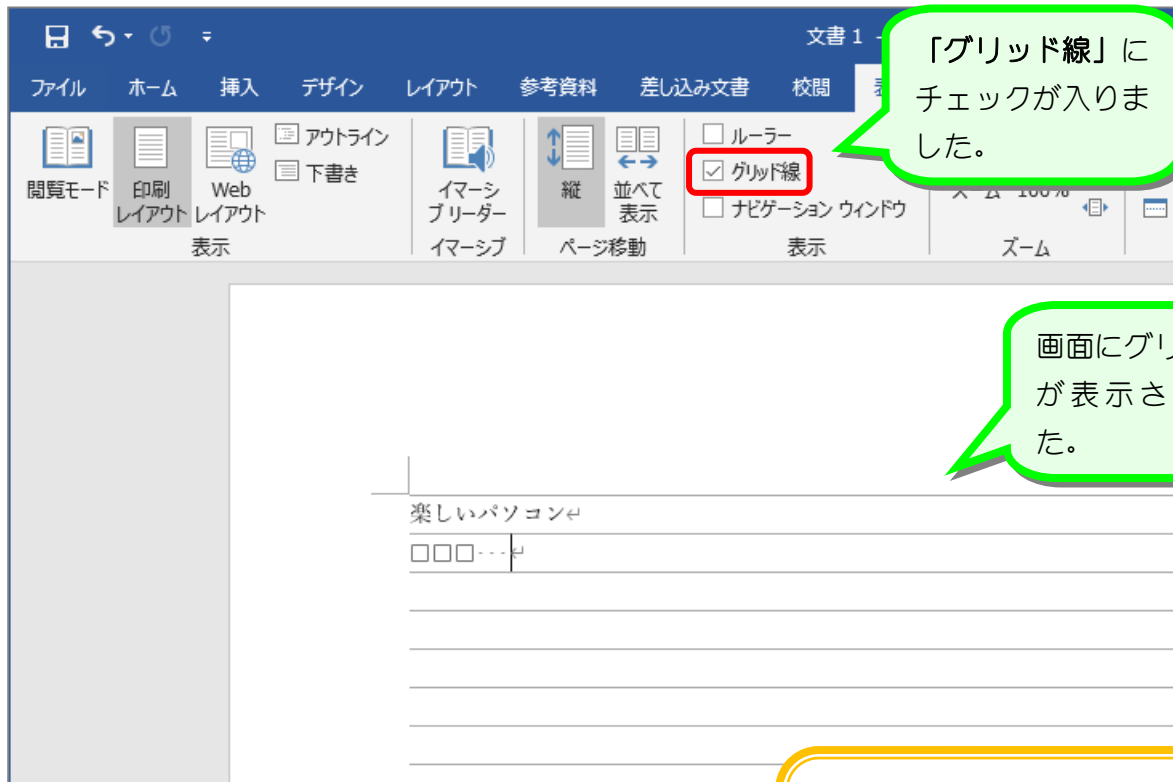 文書 1 -
ファイル ホーム 挿入 デザイン レイアウト 参考資料 差し込み文書 校閲
「グリッド線」に
チェックが入りま
した。
閲覧モード
印刷
レイアウト
Web
レイアウト
アウトライン
下書き
表示
イマーシ
ブ リーダー
イマーシブ
縦
並べて
表示
ページ移動
ルーラー
グリッド線
ナビゲーション ウィンドウ
表示
100%
ズーム
画面にグリ
が表示さ
た。
楽しいパソコン↵
□□□···↵